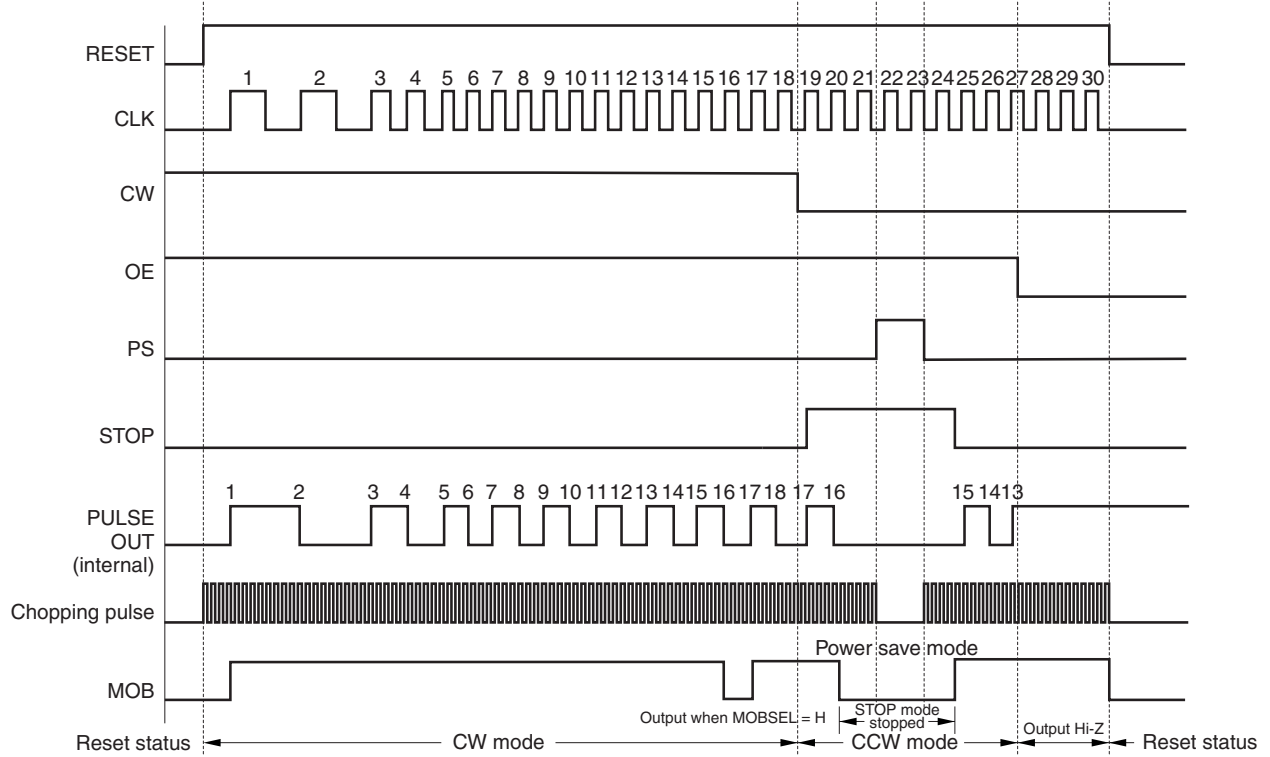 RESET
1 2 3 4 5 6 7 8 9 10 11 12 13 14 15 16 17 18 19 20 21 22 23 24 25 26 27 28 29 30
CLK
CW
OE
PS
STOP
1 2 3 4 5 6 7 8 9 10 11 12 13 14 15 16 17 18 17 16 15 14 13
PULSE
OUT
(internal)
Chopping pulse
Power save mode
MOB
Output when MOBSEL = H
STOP mode
stopped
Reset status
CW mode
CCW mode
Output Hi-Z
Reset status